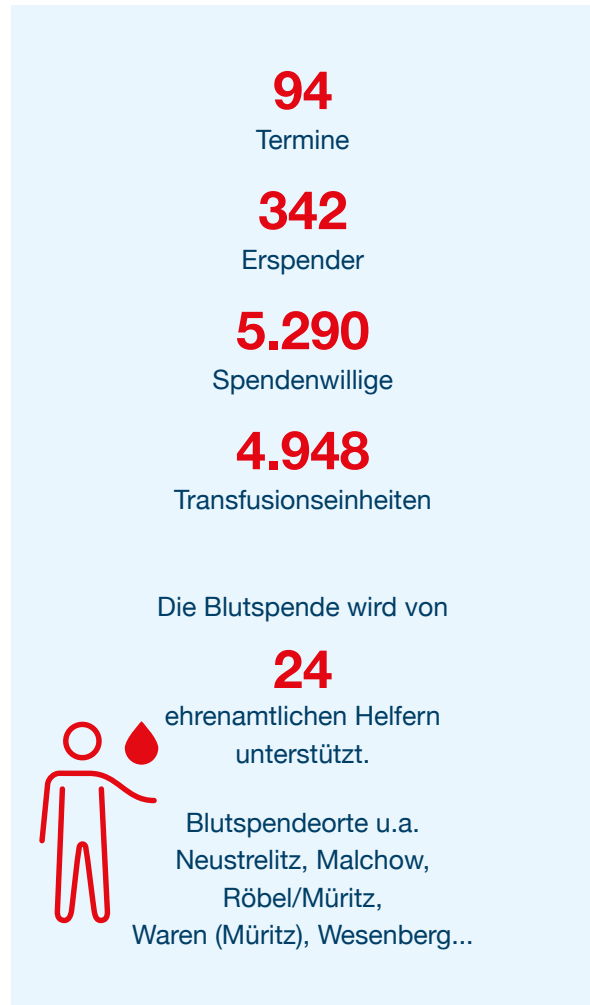 94
Termine
342
Erspender
5.290
Spendenwillige
4.948
Transfusionseinheiten
Die Blutspende wird von
24
ehrenamtlichen Helfern
unterstützt.
Blutspendeorte u.a.
Neustrelitz, Malchow,
Röbel/Müritz,
Waren (Müritz), Wesenberg...